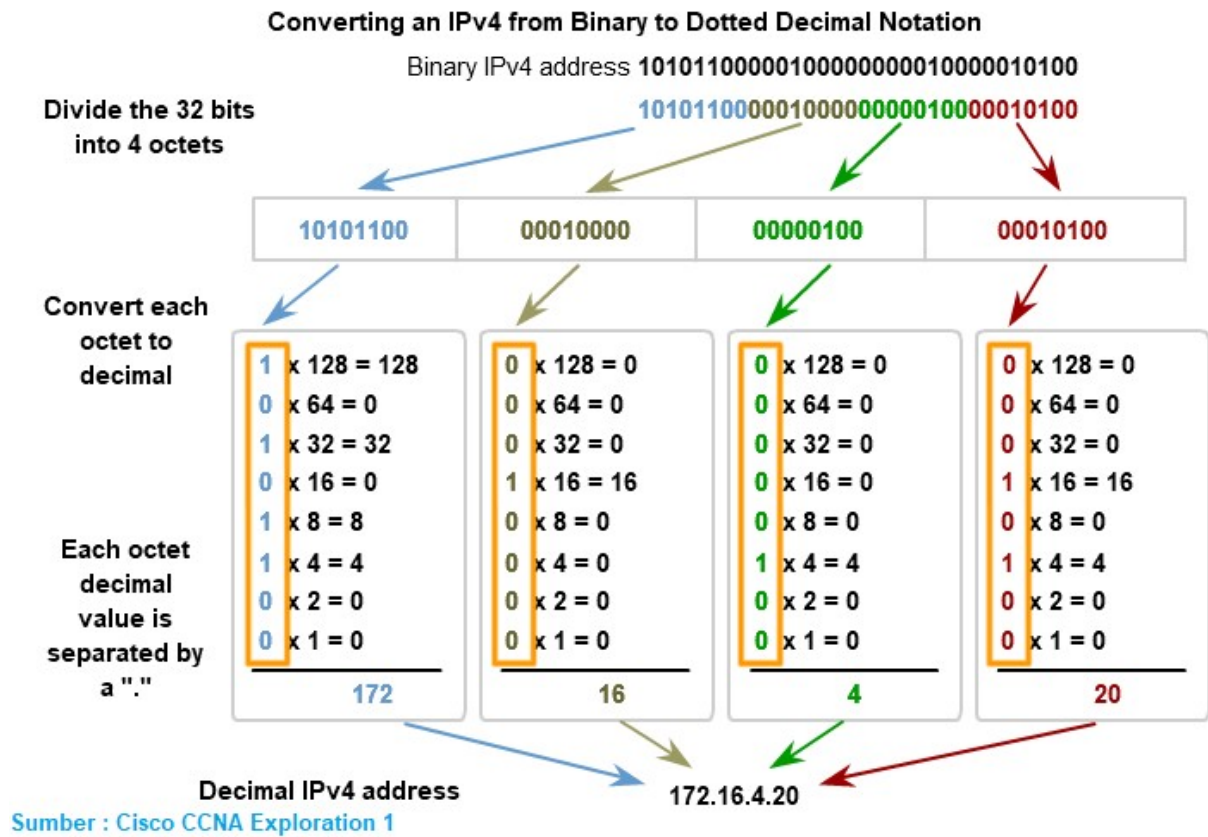 Converting an IPv4 from Binary to Dotted Decimal Notation
Binary IPv4 address 10101100000100000000010000010100
Divide the 32 bits
into 4 octets
10101100000100000000010000010100
10101100 00010000 00000100 00010100
Convert each
octet to
decimal
1 x 128 = 128
0 x 64 = 0
1 x 32 = 32
0 x 16 = 0
1 x 8 = 8
1 x 4 = 4
0 x 2 = 0
0 x 1 = 0
172
0 x 128 = 0
0 x 64 = 0
0 x 32 = 0
1 x 16 = 16
0 x 8 = 0
0 x 4 = 0
0 x 2 = 0
0 x 1 = 0
16
0 x 128 = 0
0 x 64 = 0
0 x 32 = 0
0 x 16 = 0
0 x 8 = 0
1 x 4 = 4
0 x 2 = 0
0 x 1 = 0
4
0 x 128 = 0
0 x 64 = 0
0 x 32 = 0
1 x 16 = 16
0 x 8 = 0
1 x 4 = 4
0 x 2 = 0
0 x 1 = 0
20
Each octet
decimal
value is
separated by
a "."
Decimal IPv4 address
172.16.4.20
Sumber : Cisco CCNA Exploration 1